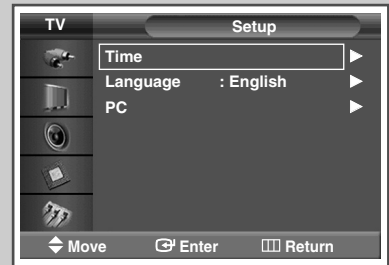 TV Setup
Time
Language : English
PC
Move Enter Return